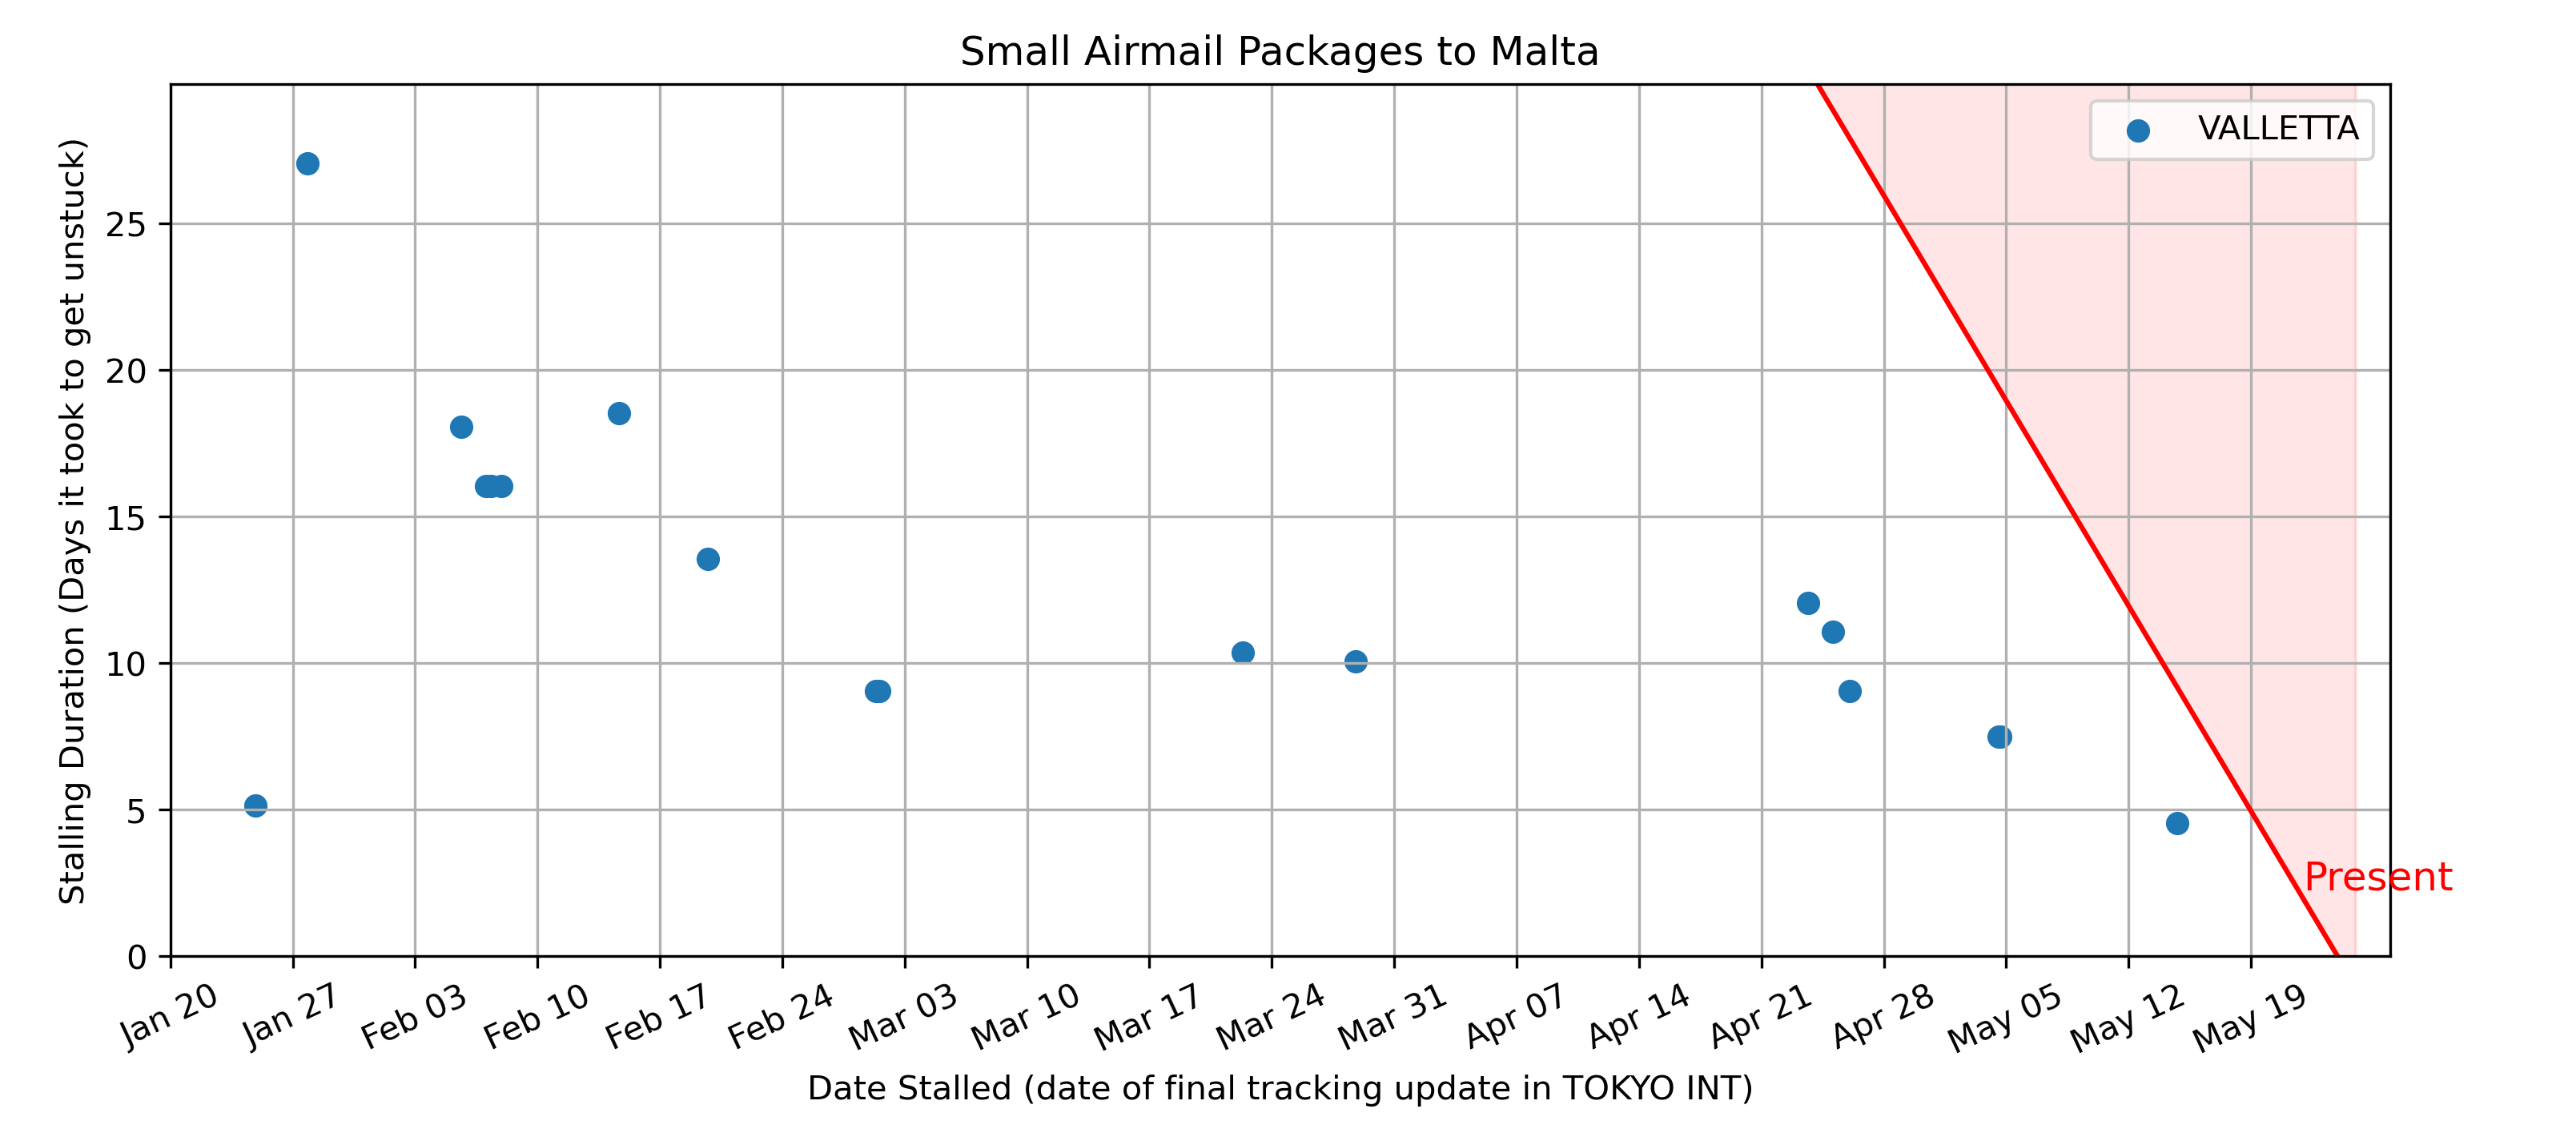 Small Airmail Packages to Malta
VALLETTA
Stalling Duration (Days it took to get unstuck)
25
20
15
10
5
0
Present
Jan 20
Jan 27
Feb 03
Feb 10
Feb 17
Feb 24
Mar 03
Mar 10
Mar 17
Mar 24
Mar 31
Apr 07
Apr 14
Apr 21
Apr 28
May 05
May 12
May 19
Date Stalled (date of final tracking update in TOKYO INT)